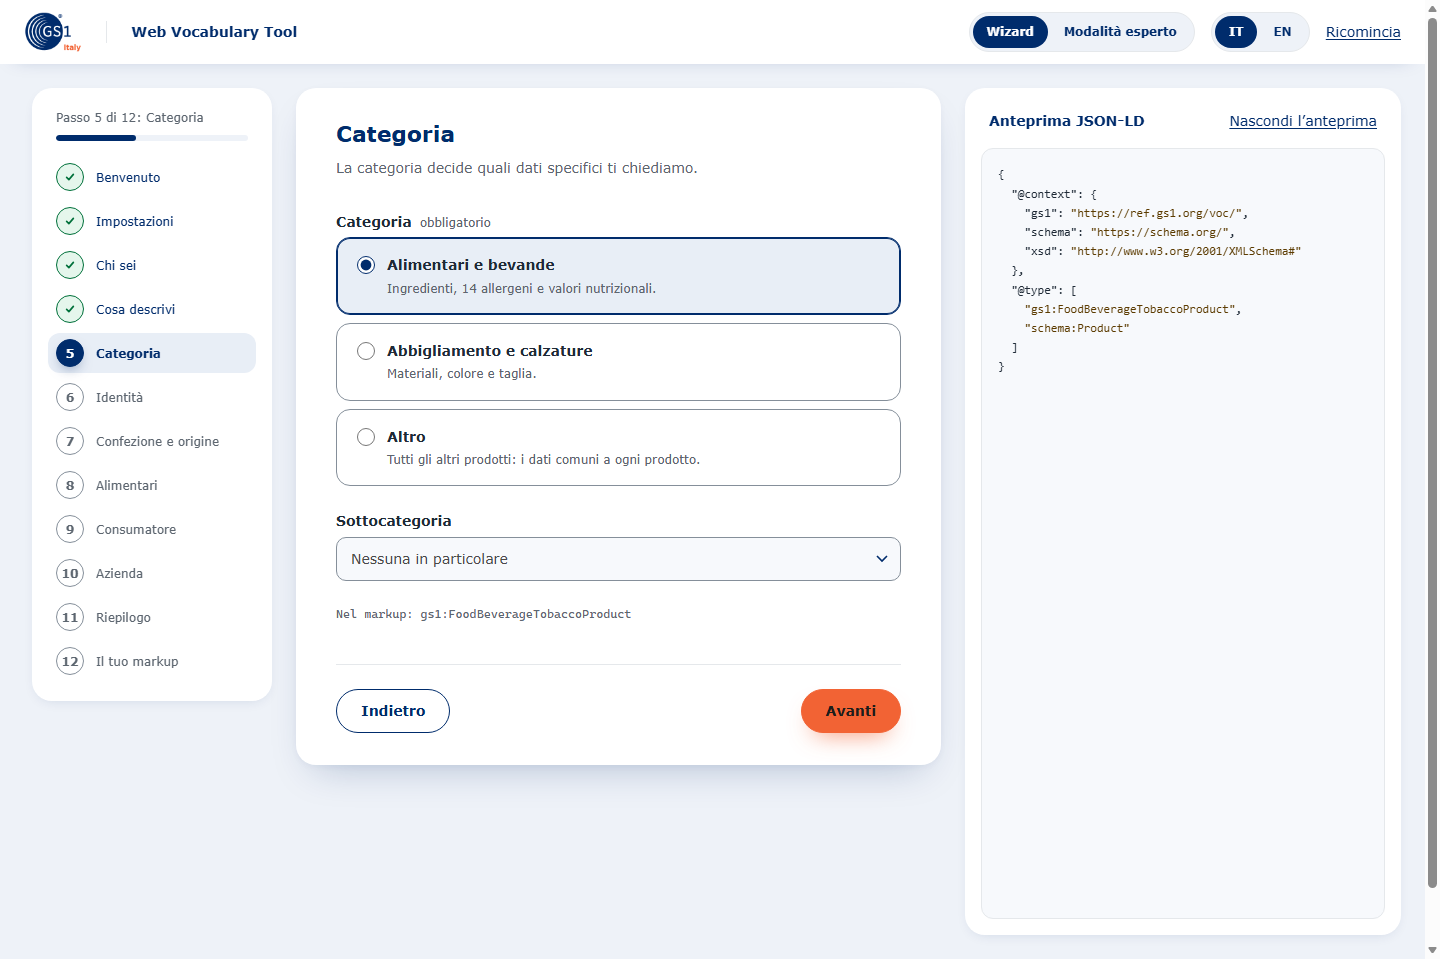 GS1 Italy
Web Vocabulary Tool
Wizard
Modalità esperto
IT
EN
Ricomincia
Passo 5 di 12: Categoria
Benvenuto
Impostazioni
Chi sei
Cosa descrivi
5 Categoria
6 Identità
7 Confezione e origine
8 Alimentari
9 Consumatore
10 Azienda
11 Riepilogo
12 Il tuo markup
Categoria
La categoria decide quali dati specifici ti chiediamo.
Categoria obbligatorio
Alimentari e bevande
Ingredienti, 14 allergeni e valori nutrizionali.
Abbigliamento e calzature
Materiali, colore e taglia.
Altro
Tutti gli altri prodotti: i dati comuni a ogni prodotto.
Sottocategoria
Nessuna in particolare
Nel markup: gs1:FoodBeverageTobaccoProduct
Indietro
Avanti
Anteprima JSON-LD
Nascondi l’anteprima
{
"@context": {
"gs1": "https://ref.gs1.org/voc/",
"schema": "https://schema.org/",
"xsd": "http://www.w3.org/2001/XMLSchema#"
},
"@type": [
"gs1:FoodBeverageTobaccoProduct",
"schema:Product"
]
}